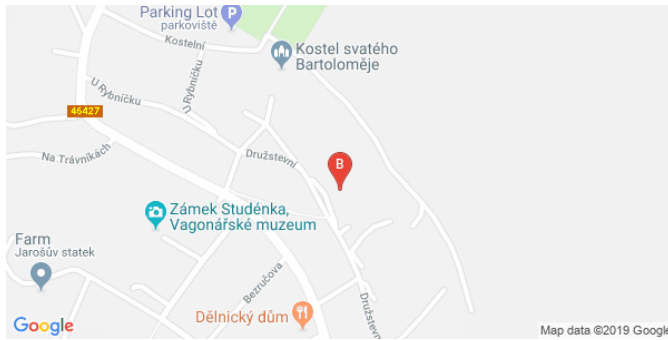 Parking Lot
parkoviště
P
Kostelní
Kostel svatého
Bartoloměje
U Rybníčku
U Rybníčku
46427
Na Trávníkách
Družstevní
B
Zámek Studénka,
Vagonářské muzeum
Farm
Jarošův statek
Bezručova
Dělnický dům
Družstevní
Google
Map data ©2019 Google